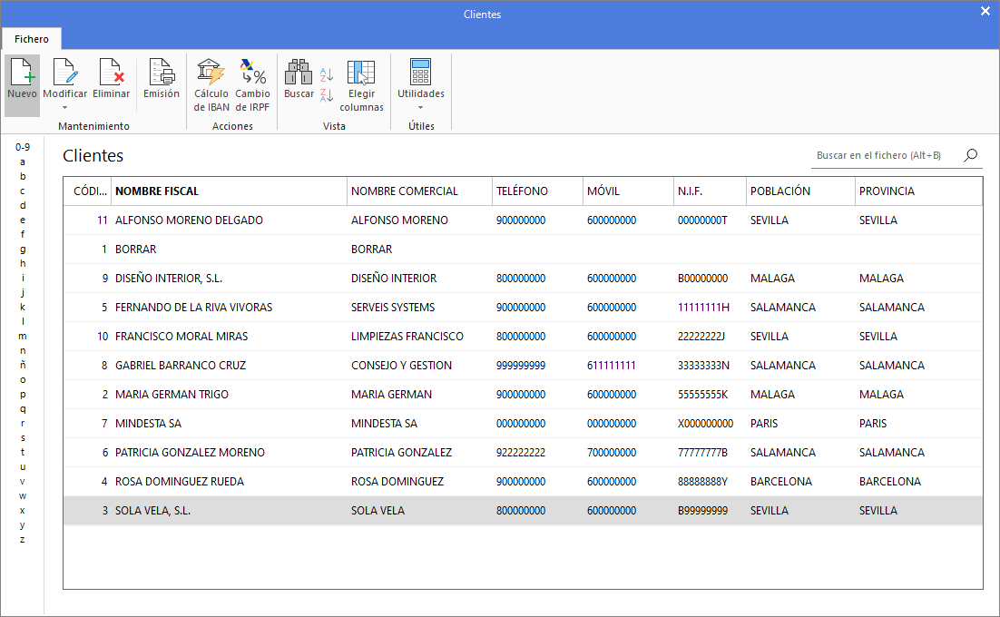 Clientes
Fichero
Nuevo Modificar Eliminar Emisión Cálculo de IBAN Cambio de IRPF Buscar Elegir columnas Utilidades
Mantenimiento Acciones Vista Útiles
0-9
a
b
c
d
e
f
g
h
i
j
k
l
m
n
ñ
o
p
q
r
s
t
u
v
w
x
y
z
Clientes Buscar en el fichero (Alt+B)
CÓDI... NOMBRE FISCAL NOMBRE COMERCIAL TELÉFONO MÓVIL N.I.F. POBLACIÓN PROVINCIA
11 ALFONSO MORENO DELGADO ALFONSO MORENO 900000000 600000000 00000000T SEVILLA SEVILLA
1 BORRAR BORRAR
9 DISEÑO INTERIOR, S.L. DISEÑO INTERIOR 800000000 600000000 B00000000 MALAGA MALAGA
5 FERNANDO DE LA RIVA VIVORAS SERVEIS SYSTEMS 900000000 600000000 11111111H SALAMANCA SALAMANCA
10 FRANCISCO MORAL MIRAS LIMPIEZAS FRANCISCO 800000000 600000000 22222222J SEVILLA SEVILLA
8 GABRIEL BARRANCO CRUZ CONSEJO Y GESTION 999999999 611111111 33333333N SALAMANCA SALAMANCA
2 MARIA GERMAN TRIGO MARIA GERMAN 900000000 600000000 55555555K MALAGA MALAGA
7 MINDESTA SA MINDESTA SA 000000000 000000000 X000000000 PARIS PARIS
6 PATRICIA GONZALEZ MORENO PATRICIA GONZALEZ 922222222 700000000 77777777B SALAMANCA SALAMANCA
4 ROSA DOMINGUEZ RUEDA ROSA DOMINGUEZ 900000000 600000000 88888888Y BARCELONA BARCELONA
3 SOLA VELA, S.L. SOLA VELA 800000000 600000000 B99999999 SEVILLA SEVILLA